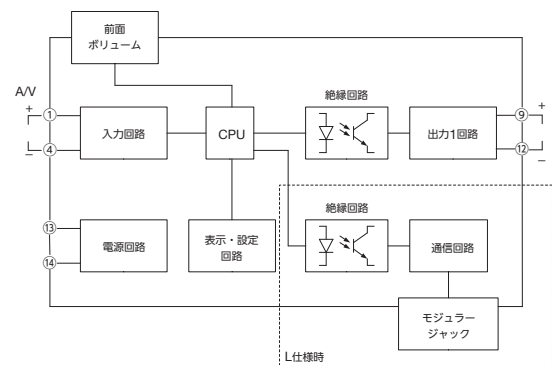 前面
ボリューム
A/V
絶縁回路
+
①
⑨
+
入力回路
CPU
出力1回路
−
④
⑫
−
絶縁回路
⑬
電源回路
表示・設定
回路
通信回路
⑭
モジュラー
ジャック
L仕様時